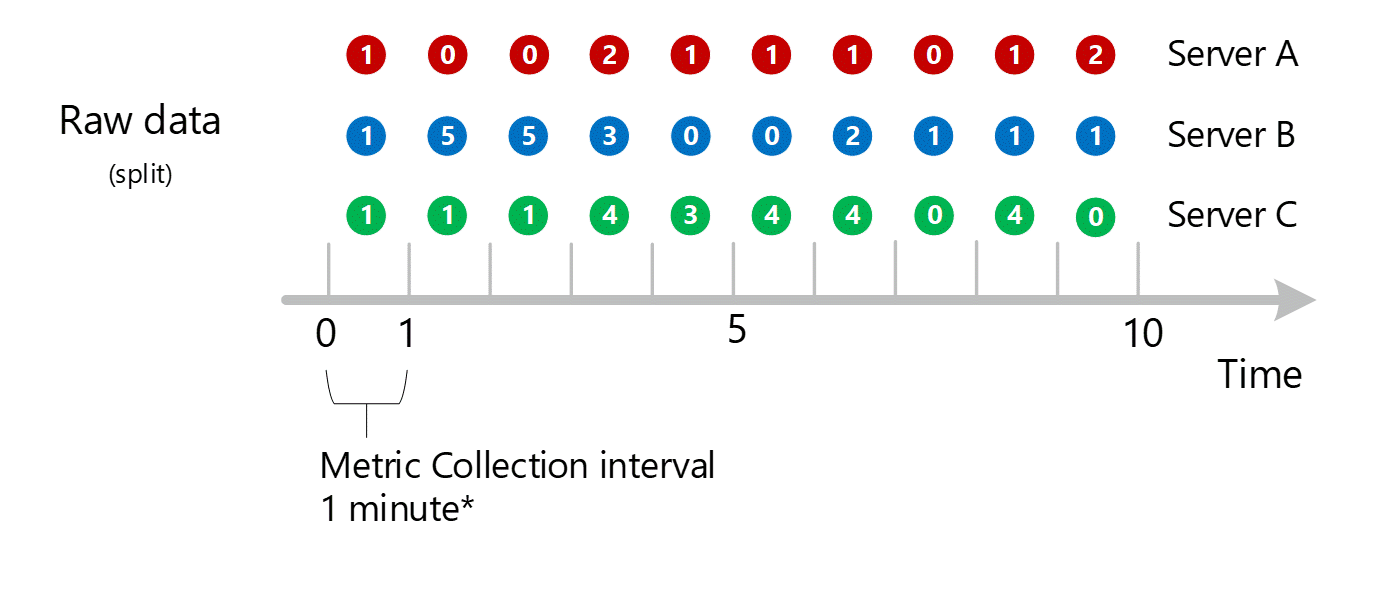 1 0 0 2 1 1 1 0 1 2 Server A
Raw data
1 5 5 3 0 0 2 1 1 1 Server B
(split)
1 1 1 4 3 4 4 0 4 0 Server C
0 1 5 10
Time
Metric Collection interval
1 minute*